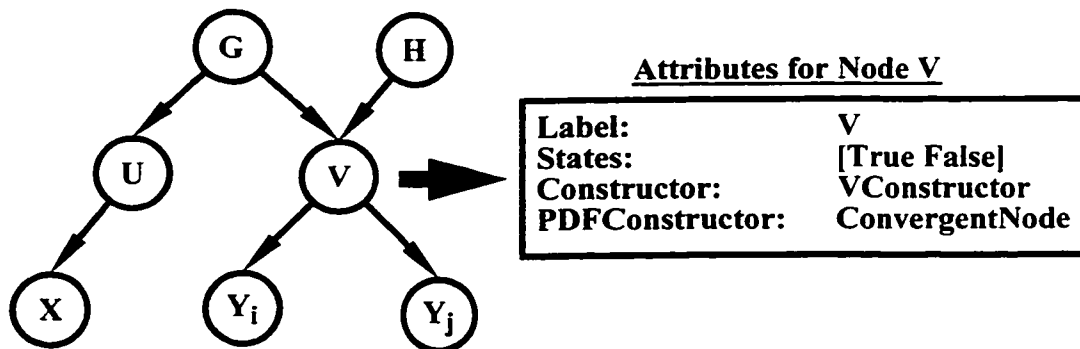 G
H
Attributes for Node V
Label: V
States: [True False]
Constructor: VConstructor
PDFConstructor: ConvergentNode
U
V
X
Yi
Yj